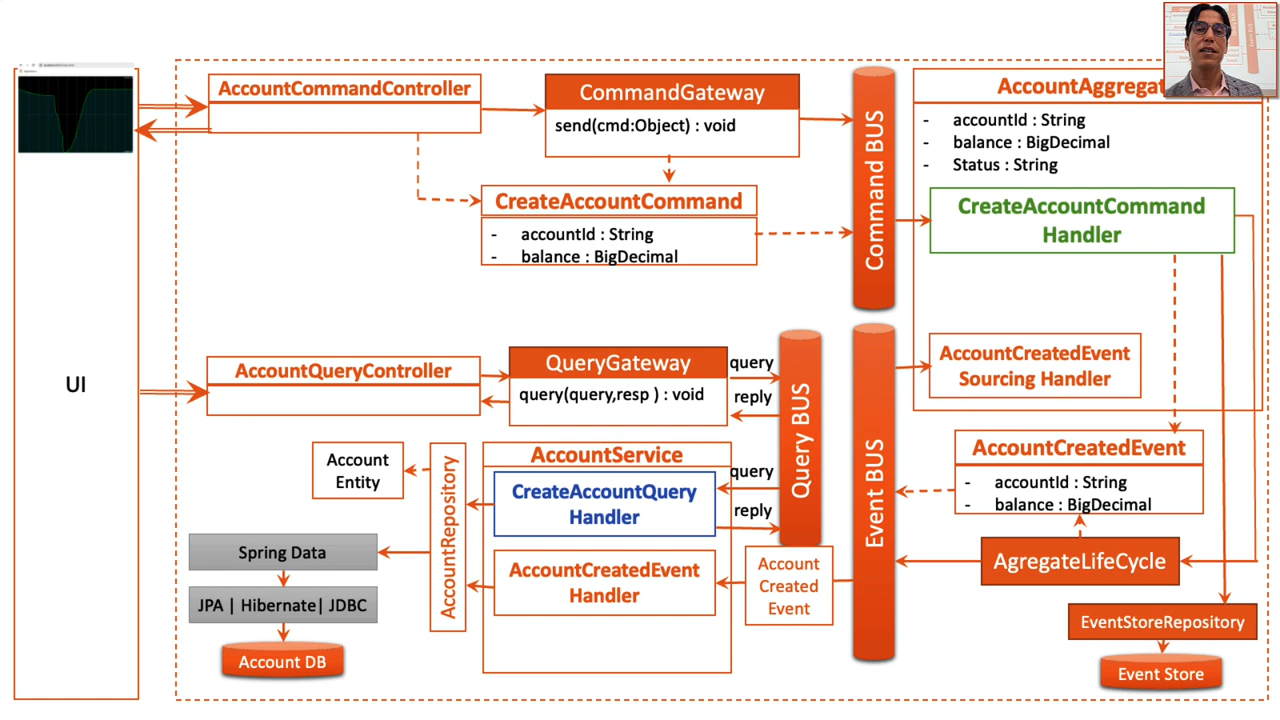 UI
AccountCommandController
CommandGateway
send(cmd:Object) : void
CreateAccountCommand
- accountId : String
- balance : BigDecimal
Command BUS
- accountId : String
- balance : BigDecimal
- Status : String
CreateAccountCommand
Handler
AccountCreatedEvent
Sourcing Handler
AccountQueryController
QueryGateway
query(query,resp ) : void
query
reply
Query BUS
Event BUS
AccountCreatedEvent
- accountId : String
- balance : BigDecimal
AgregateLifeCycle
EventStoreRepository
Event Store
AccountService
CreateAccountQuery
Handler
query
reply
AccountCreatedEvent
Handler
Account
Created
Event
AccountRepository
Account
Entity
Spring Data
JPA | Hibernate| JDBC
Account DB